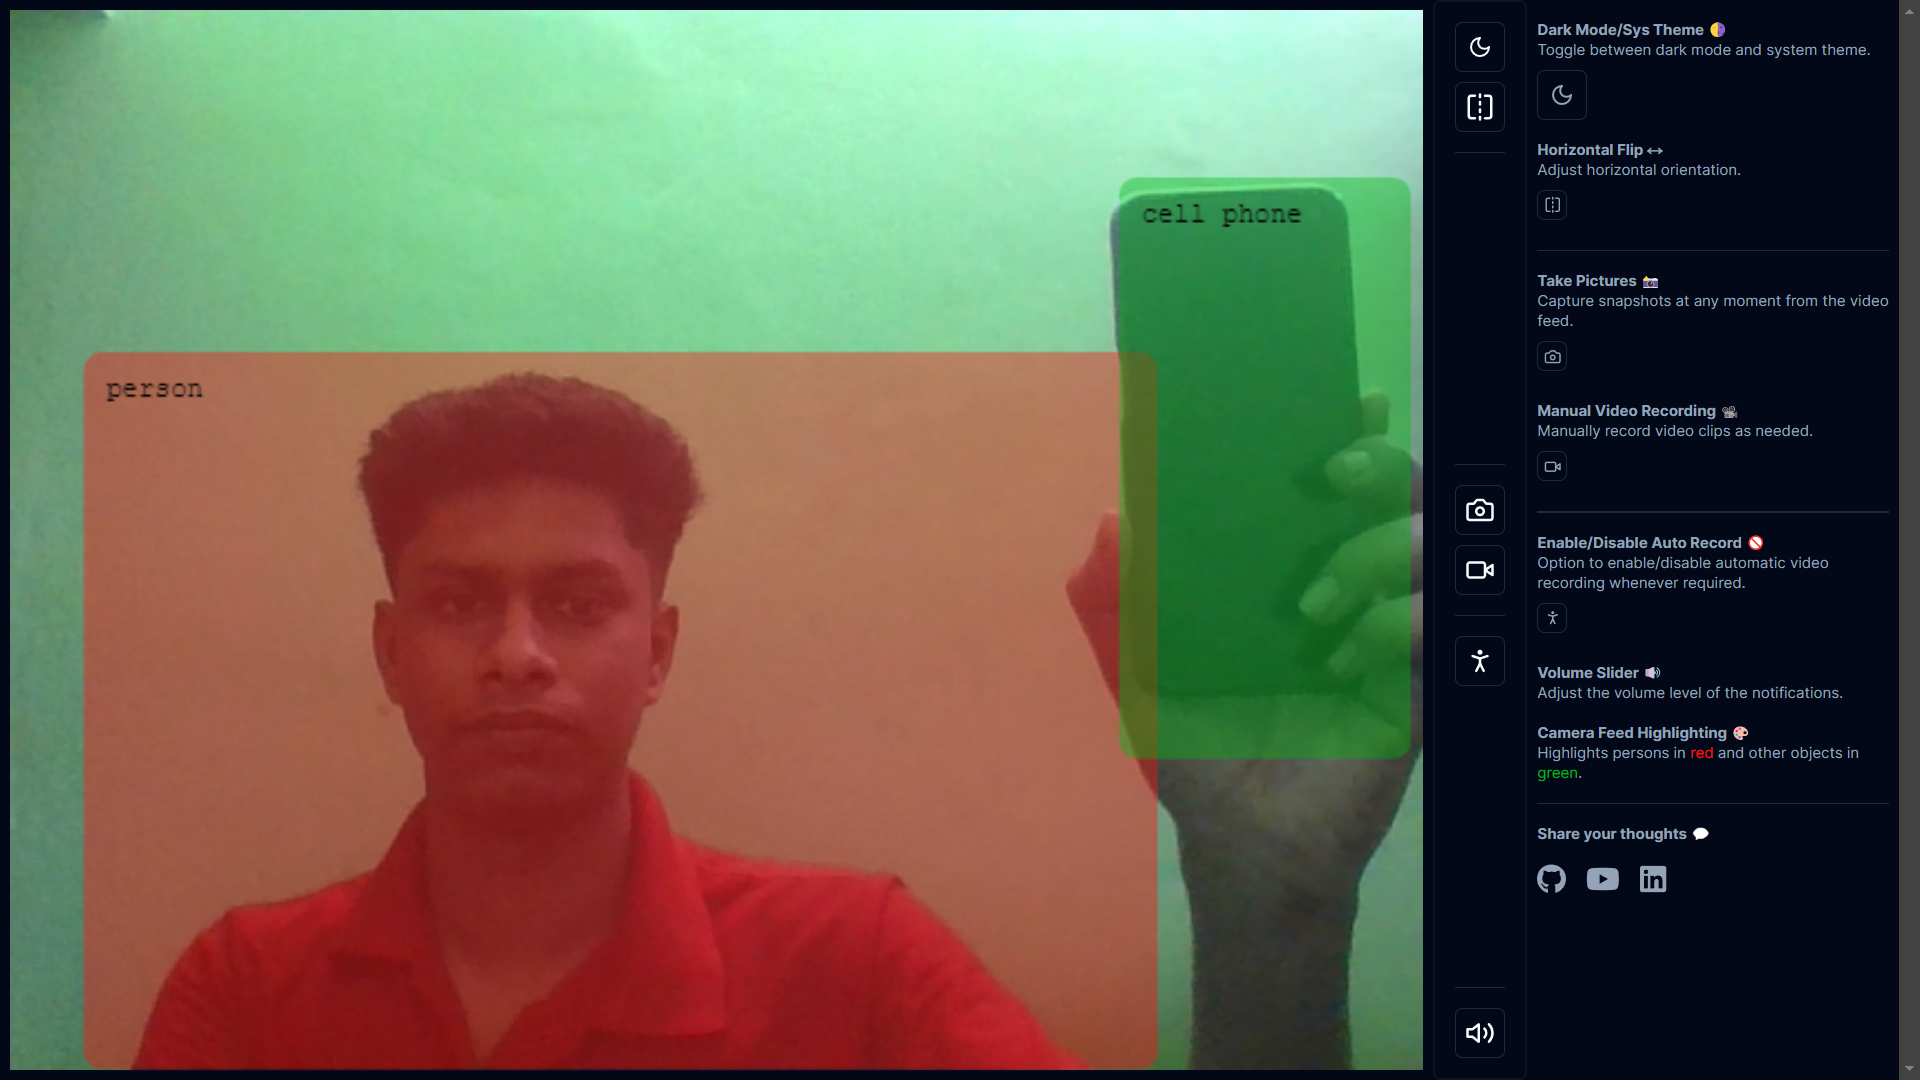 person
cell phone
Dark Mode/Sys Theme
Toggle between dark mode and system theme.
Horizontal Flip
Adjust horizontal orientation.
Take Pictures
Capture snapshots at any moment from the video
feed.
Manual Video Recording
Manually record video clips as needed.
Enable/Disable Auto Record
Option to enable/disable automatic video
recording whenever required.
Volume Slider
Adjust the volume level of the notifications.
Camera Feed Highlighting
Highlights persons in red and other objects in
green.
Share your thoughts
in